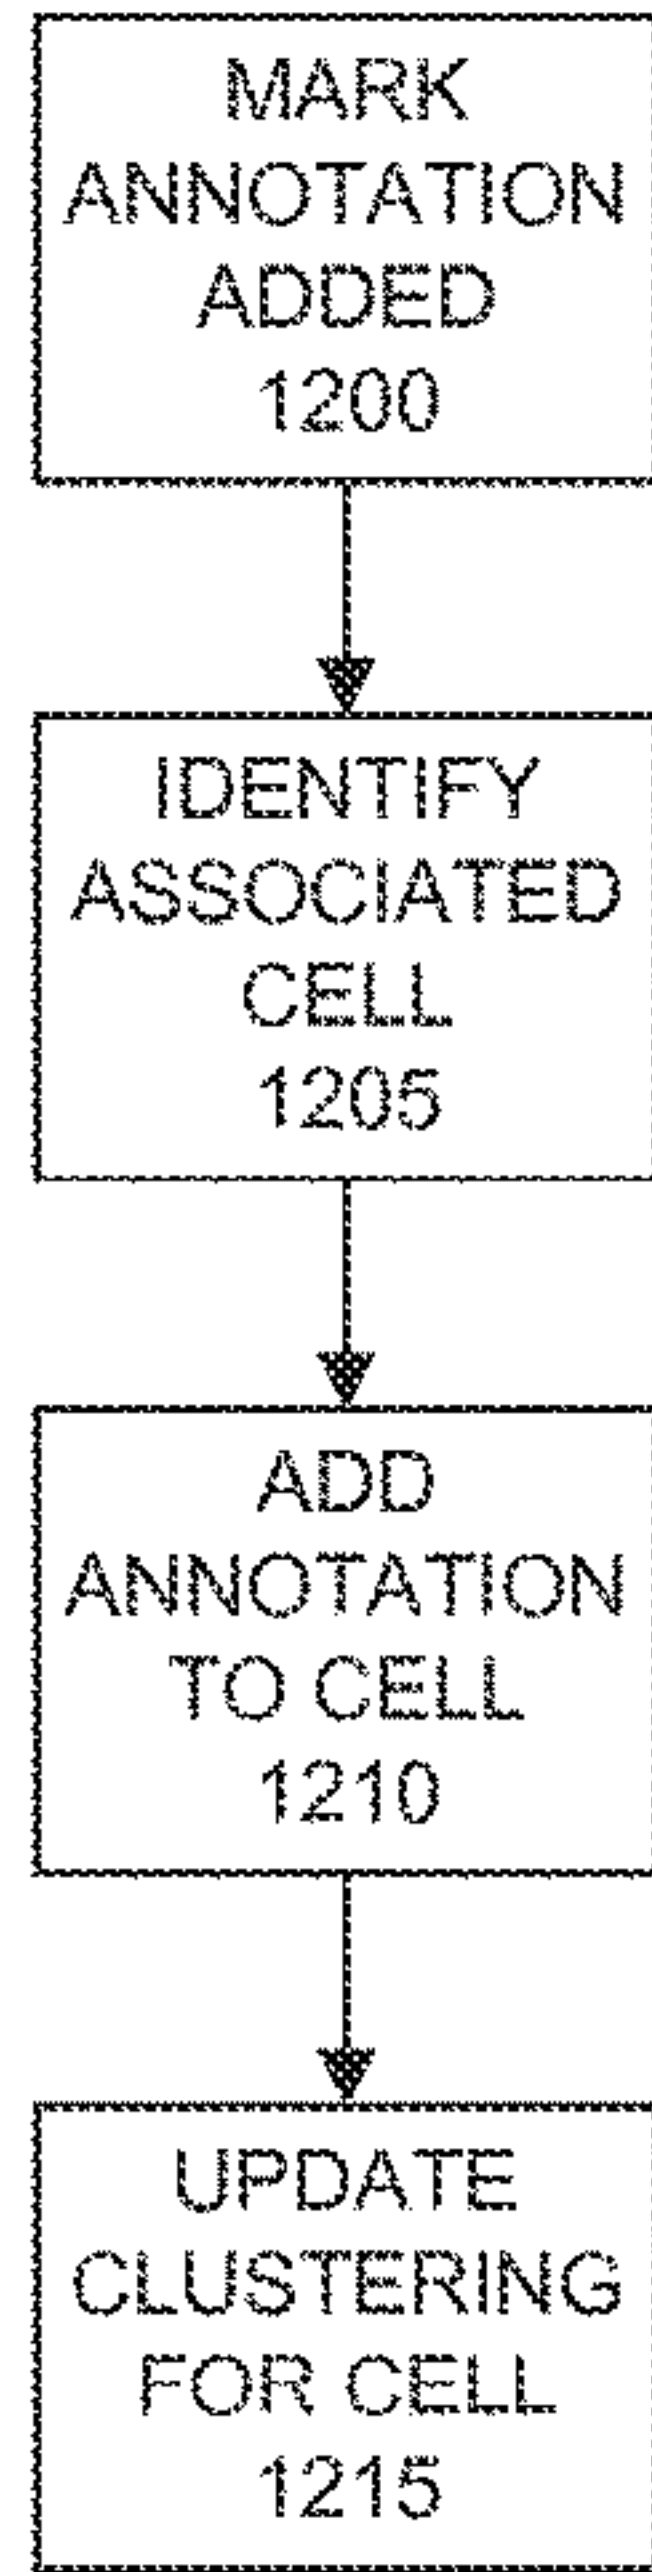 MARK
ANNOTATION
ADDED
1200
IDENTIFY
ASSOCIATED
CELL
1205
ADD
ANNOTATION
TO CELL
1210
UPDATE
CLUSTERING
FOR CELL
1215